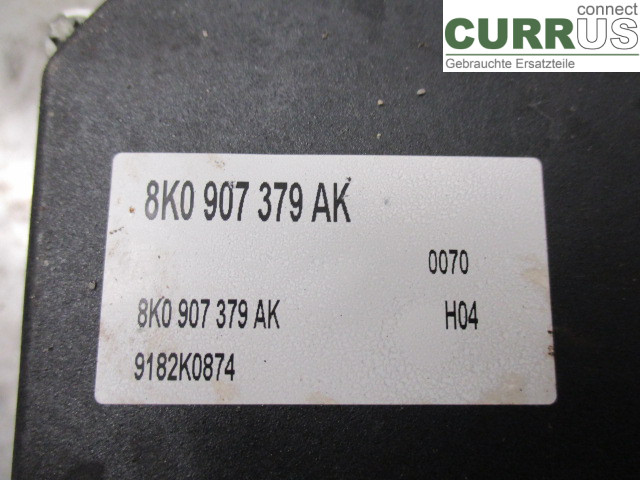 connect
CURRUS
Gebrauchte Ersatzteile
8K0 907 379 AK
0070
8K0 907 379 AK H04
9182K0874